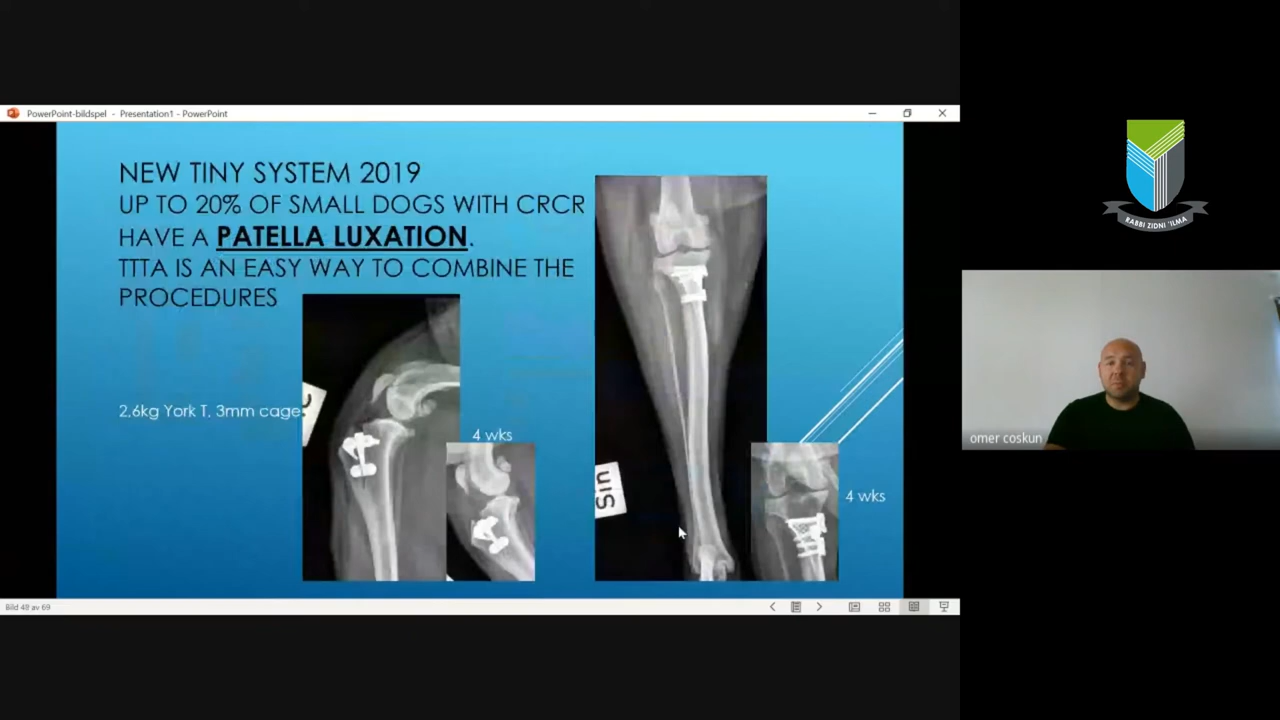 PowerPoint-bildspel - Presentation1 - PowerPoint
NEW TINY SYSTEM 2019
UP TO 20% OF SMALL DOGS WITH CRCR
HAVE A PATELLA LUXATION.
TTTA IS AN EASY WAY TO COMBINE THE
PROCEDURES
2.6kg York T. 3mm cage
4 wks
Sin
4 wks
Bild 49 av 69
RABBI ZIDNI 'ILMA
omer coskun